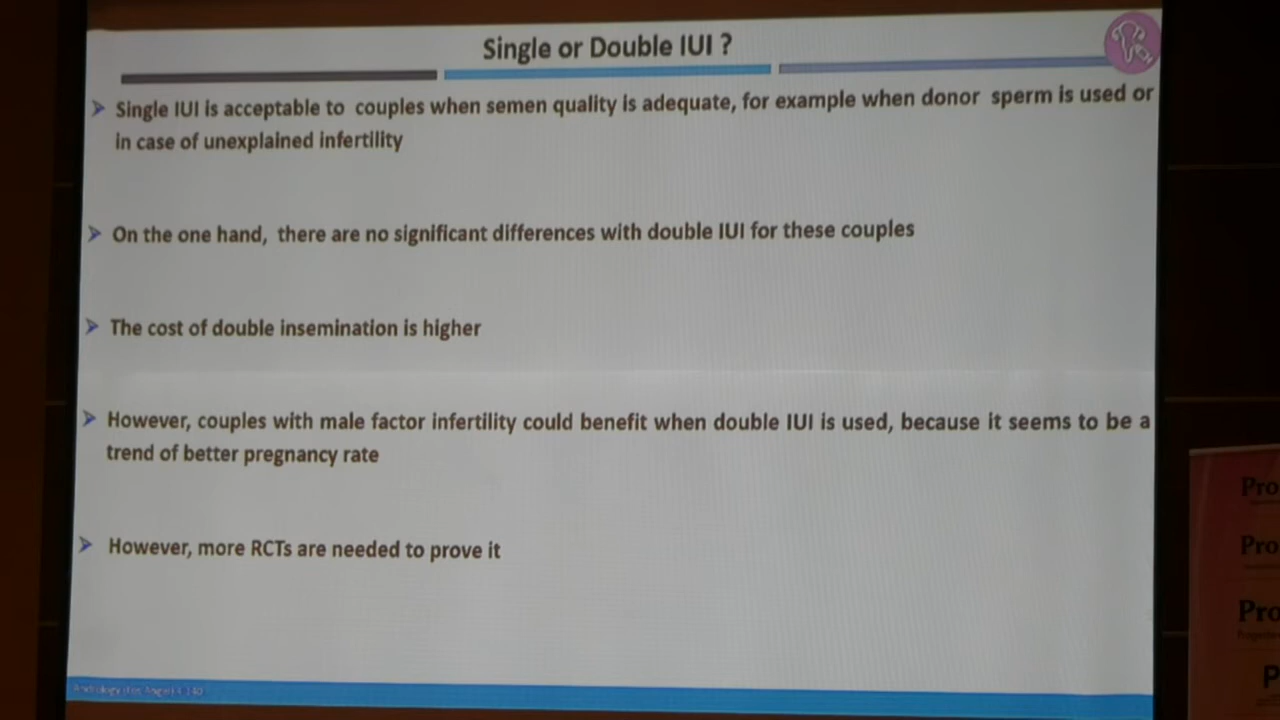 Single or Double IUI ?
➢ Single IUI is acceptable to couples when semen quality is adequate, for example when donor sperm is used or
in case of unexplained infertility
➢ On the one hand, there are no significant differences with double IUI for these couples
➢ The cost of double insemination is higher
➢ However, couples with male factor infertility could benefit when double IUI is used, because it seems to be a
trend of better pregnancy rate
➢ However, more RCTs are needed to prove it
Pro
Pro
Pro
P